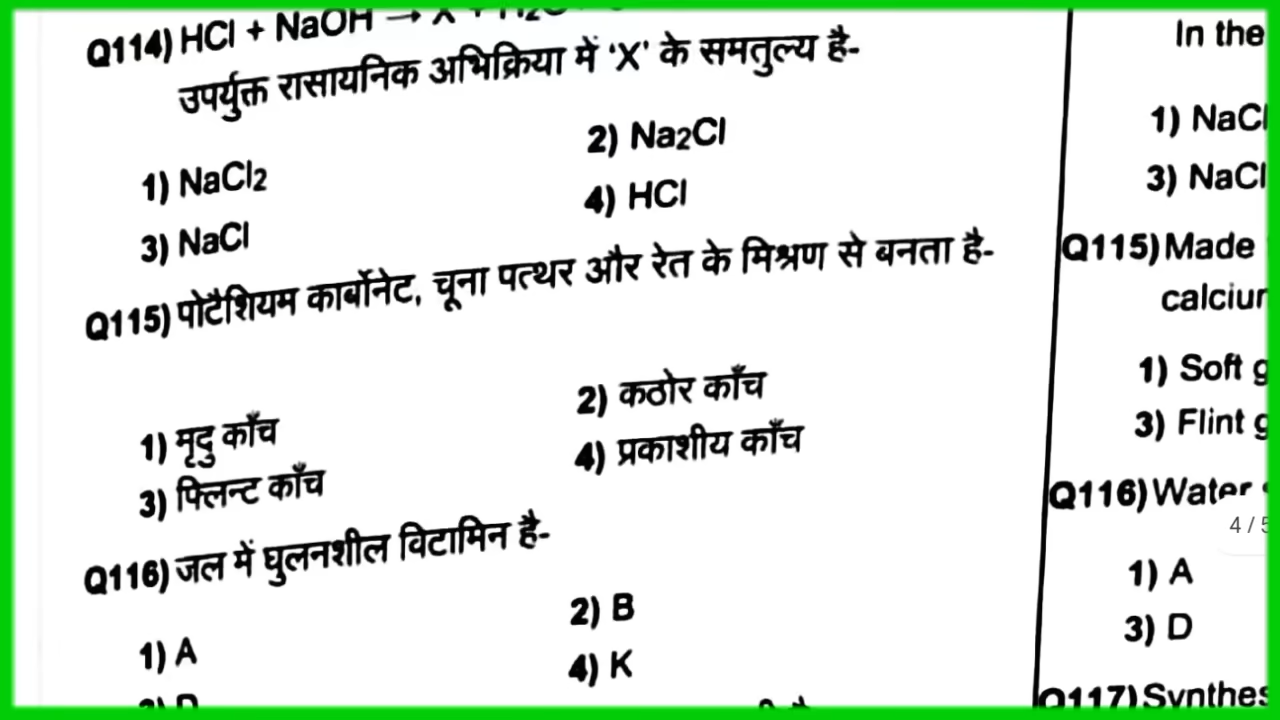 Q114) HCl + NaOH → X + H₂O
उपर्युक्त रासायनिक अभिक्रिया में ‘X’ के समतुल्य है-
1) NaCl₂
2) Na₂Cl
3) NaCl
4) HCl
Q115) पोटैशियम कार्बोनेट, चूना पत्थर और रेत के मिश्रण से बनता है-
1) मृदु काँच
2) कठोर काँच
3) फ्लिन्ट काँच
4) प्रकाशीय काँच
Q116) जल में घुलनशील विटामिन है-
1) A
2) B
4) K
In the
1) NaCl
3) NaCl
Q115) Made
calciu
1) Soft g
3) Flint g
Q116) Water
4 / 5
1) A
3) D
Q117) Synthes